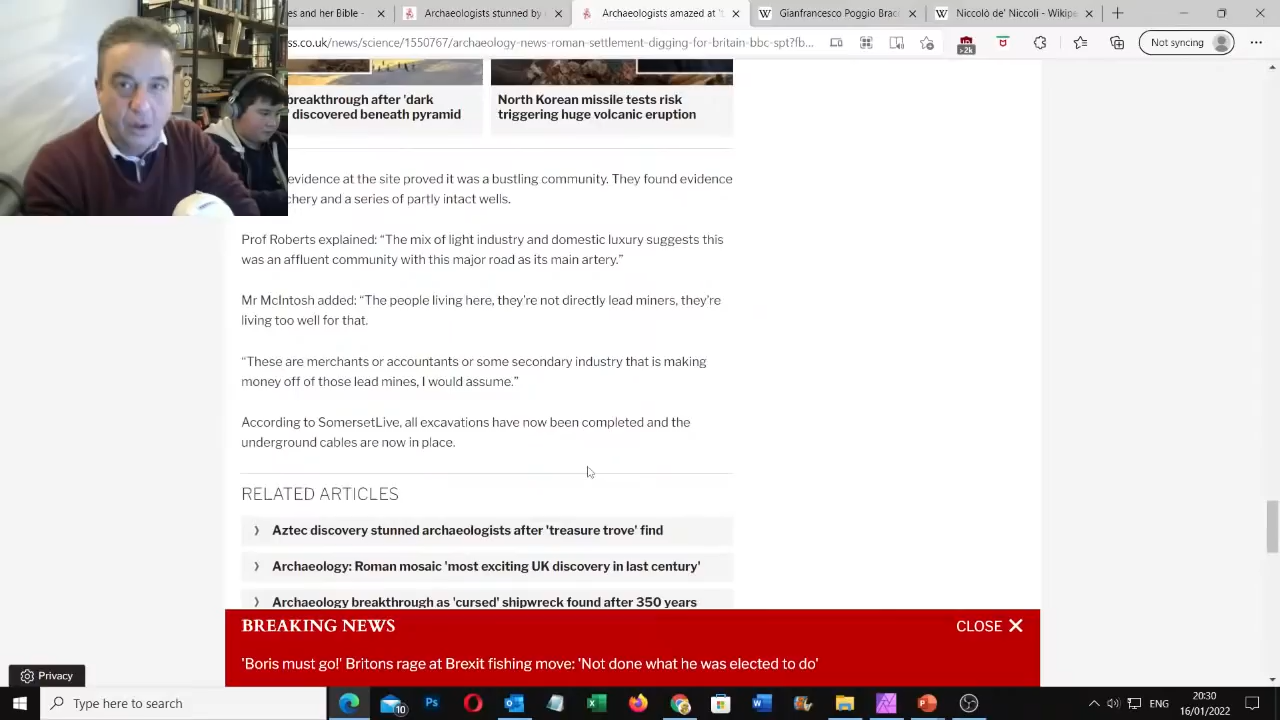 es and her Bible -
Archaeologists stunned by
Archaeologists amazed 't
Gianfrancesco Poggio Bracc
Niccolò de' Niccoli - Wikipe
ss.co.uk/news/science/1550767/archaeology-news-roman-settlement-digging-for-britain-bbc-spt?fb...
>2k
Not syncing
breakthrough after 'dark
' discovered beneath pyramid
North Korean missile tests risk
triggering huge volcanic eruption
evidence at the site proved it was a bustling community. They found evidence
chery and a series of partly intact wells.
Prof Roberts explained: “The mix of light industry and domestic luxury suggests this
was an affluent community with this major road as its main artery.”
Mr McIntosh added: “The people living here, they’re not directly lead miners, they’re
living too well for that.
“These are merchants or accountants or some secondary industry that is making
money off of those lead mines, I would assume.”
According to SomersetLive, all excavations have now been completed and the
underground cables are now in place.
RELATED ARTICLES
Aztec discovery stunned archaeologists after 'treasure trove' find
Archaeology: Roman mosaic 'most exciting UK discovery in last century'
Archaeology breakthrough as 'cursed' shipwreck found after 350 years
BREAKING NEWS
CLOSE
'Boris must go!' Britons rage at Brexit fishing move: 'Not done what he was elected to do'
Privacy
Type here to search
10
ENG
20:30
16/01/2022